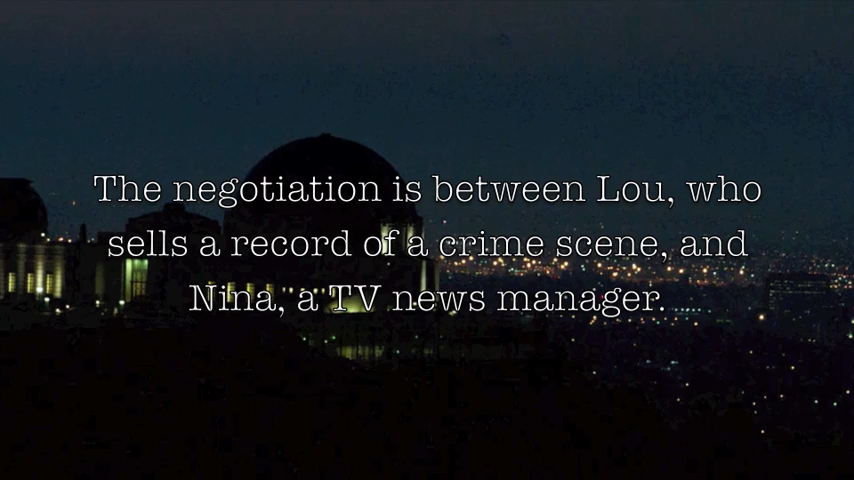 The negotiation is between Lou, who
sells a record of a crime scene, and
Nina, a TV news manager.